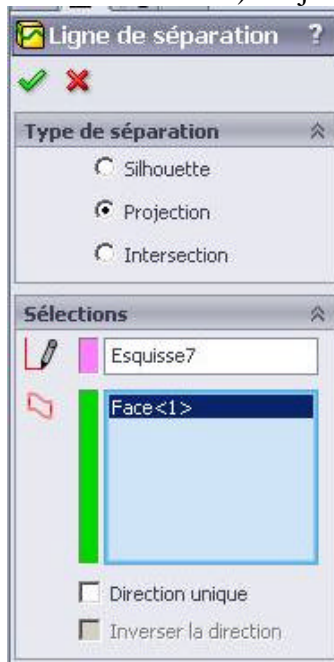 Ligne de séparation ?
Type de séparation
Silhouette
Projection
Intersection
Sélections
Esquisse7
Face<1>
Direction unique
Inverser la direction